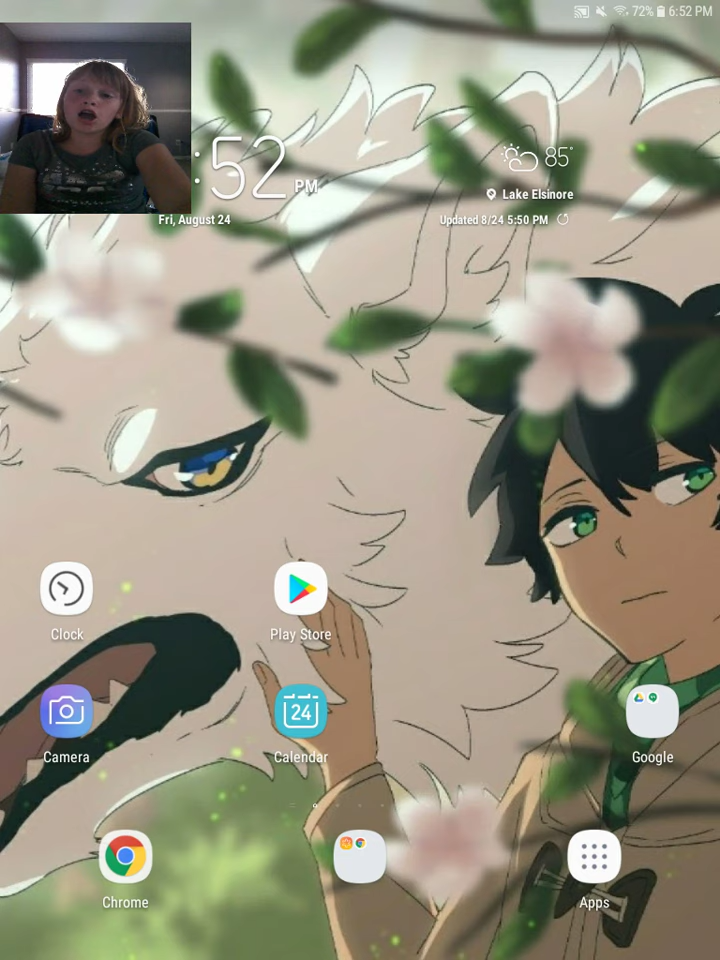 72% 6:52 PM
:52 PM
85°
Lake Elsinore
Fri, August 24
Updated 8/24 5:50 PM
Clock
Play Store
24
Camera
Calendar
Google
Chrome
Apps